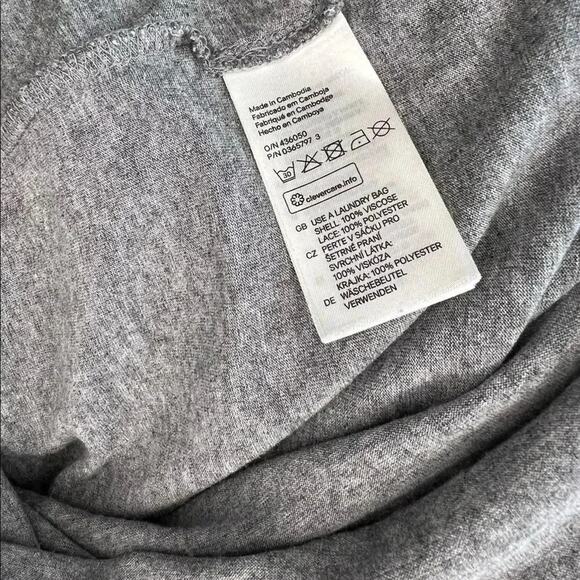 Made in Cambodia
Fabricado em Camboja
Fabriqué en Cambodge
Hecho en Camboya
O/N 436050
P/N 0365797 3
30
clevercare.info
GB USE A LAUNDRY BAG
SHELL: 100% VISCOSE
LACE: 100% POLYESTER
CZ PERTE V SÁČKU PRO
ŠETRNÉ PRANÍ
SVRCHNÍ LÁTKA:
100% VISKÓZA
KRAJKA: 100% POLYESTER
DE WÄSCHEBEUTEL
VERWENDEN